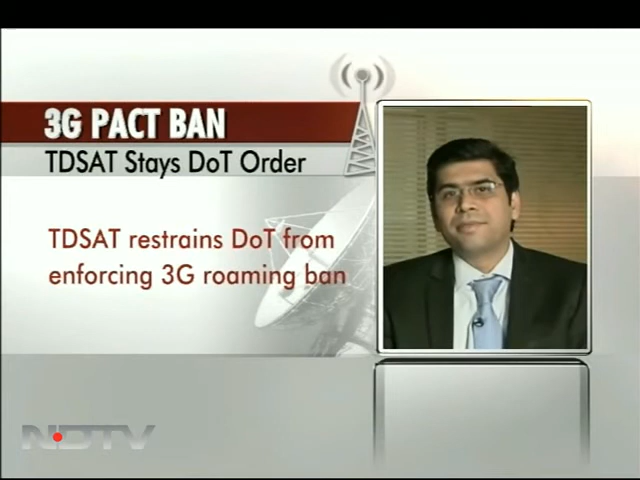 3G PACT BAN
TDSAT Stays DoT Order
TDSAT restrains DoT from
enforcing 3G roaming ban
NDTV